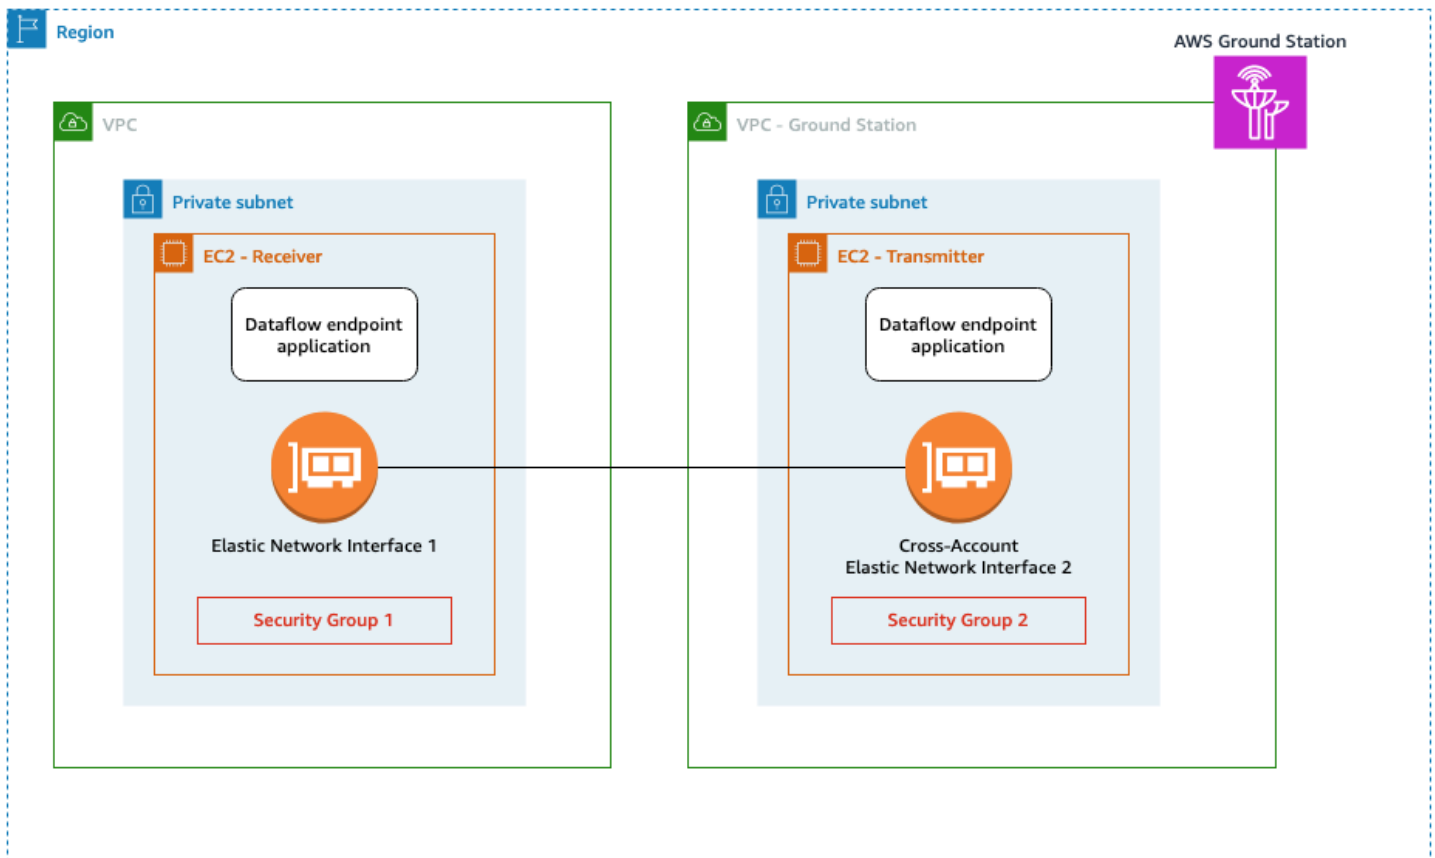 Region
AWS Ground Station
VPC
VPC - Ground Station
Private subnet
Private subnet
EC2 - Receiver
EC2 - Transmitter
Dataflow endpoint
application
Dataflow endpoint
application
Elastic Network Interface 1
Cross-Account
Elastic Network Interface 2
Security Group 1
Security Group 2